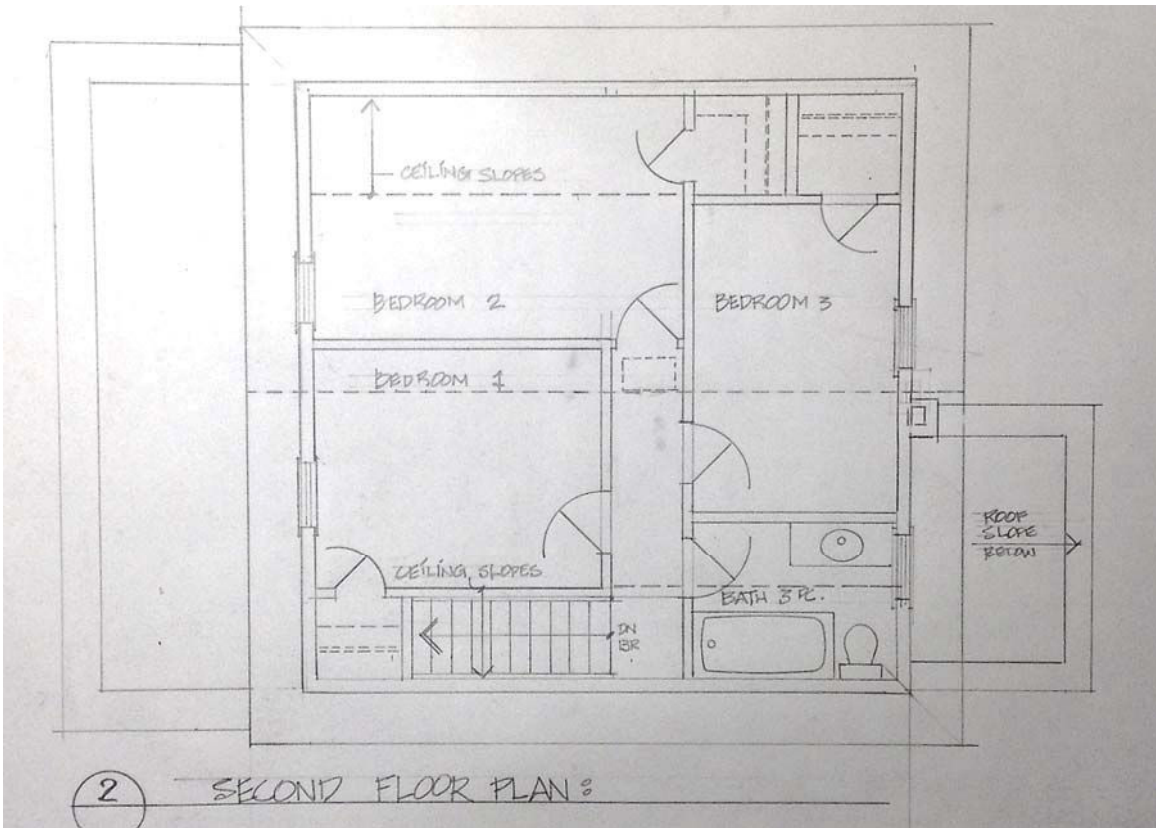 CEILING SLOPES
BEDROOM 2
BEDROOM 3
BEDROOM 1
ROOF
SLOPE
BELOW
CEILING SLOPES
BATH 3 PC.
DN
BR
2
SECOND FLOOR PLAN: